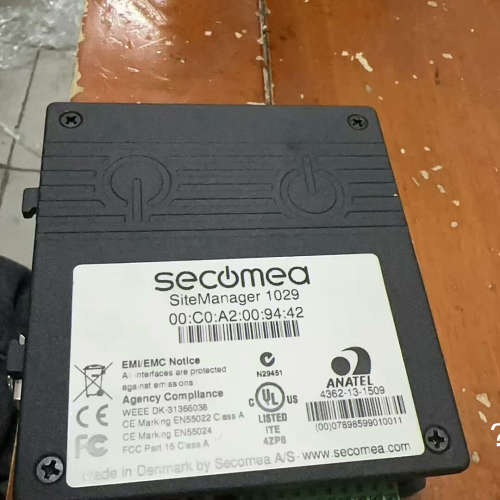 secomea
SiteManager 1029
00:C0:A2:00:94:42
EMI/EMC Notice
All interfaces are protected
against emissions
Agency Compliance
WEEE DK-31366036
CE Marking EN55022 Class A
CE Marking EN55024
FCC Part 15 Class A
N29451
C UL US
LISTED
ITE
4ZP8
ANATEL
4362-13-1509
(00)07898599010011
Made in Denmark by Secomea A/S - www.secomea.com
?